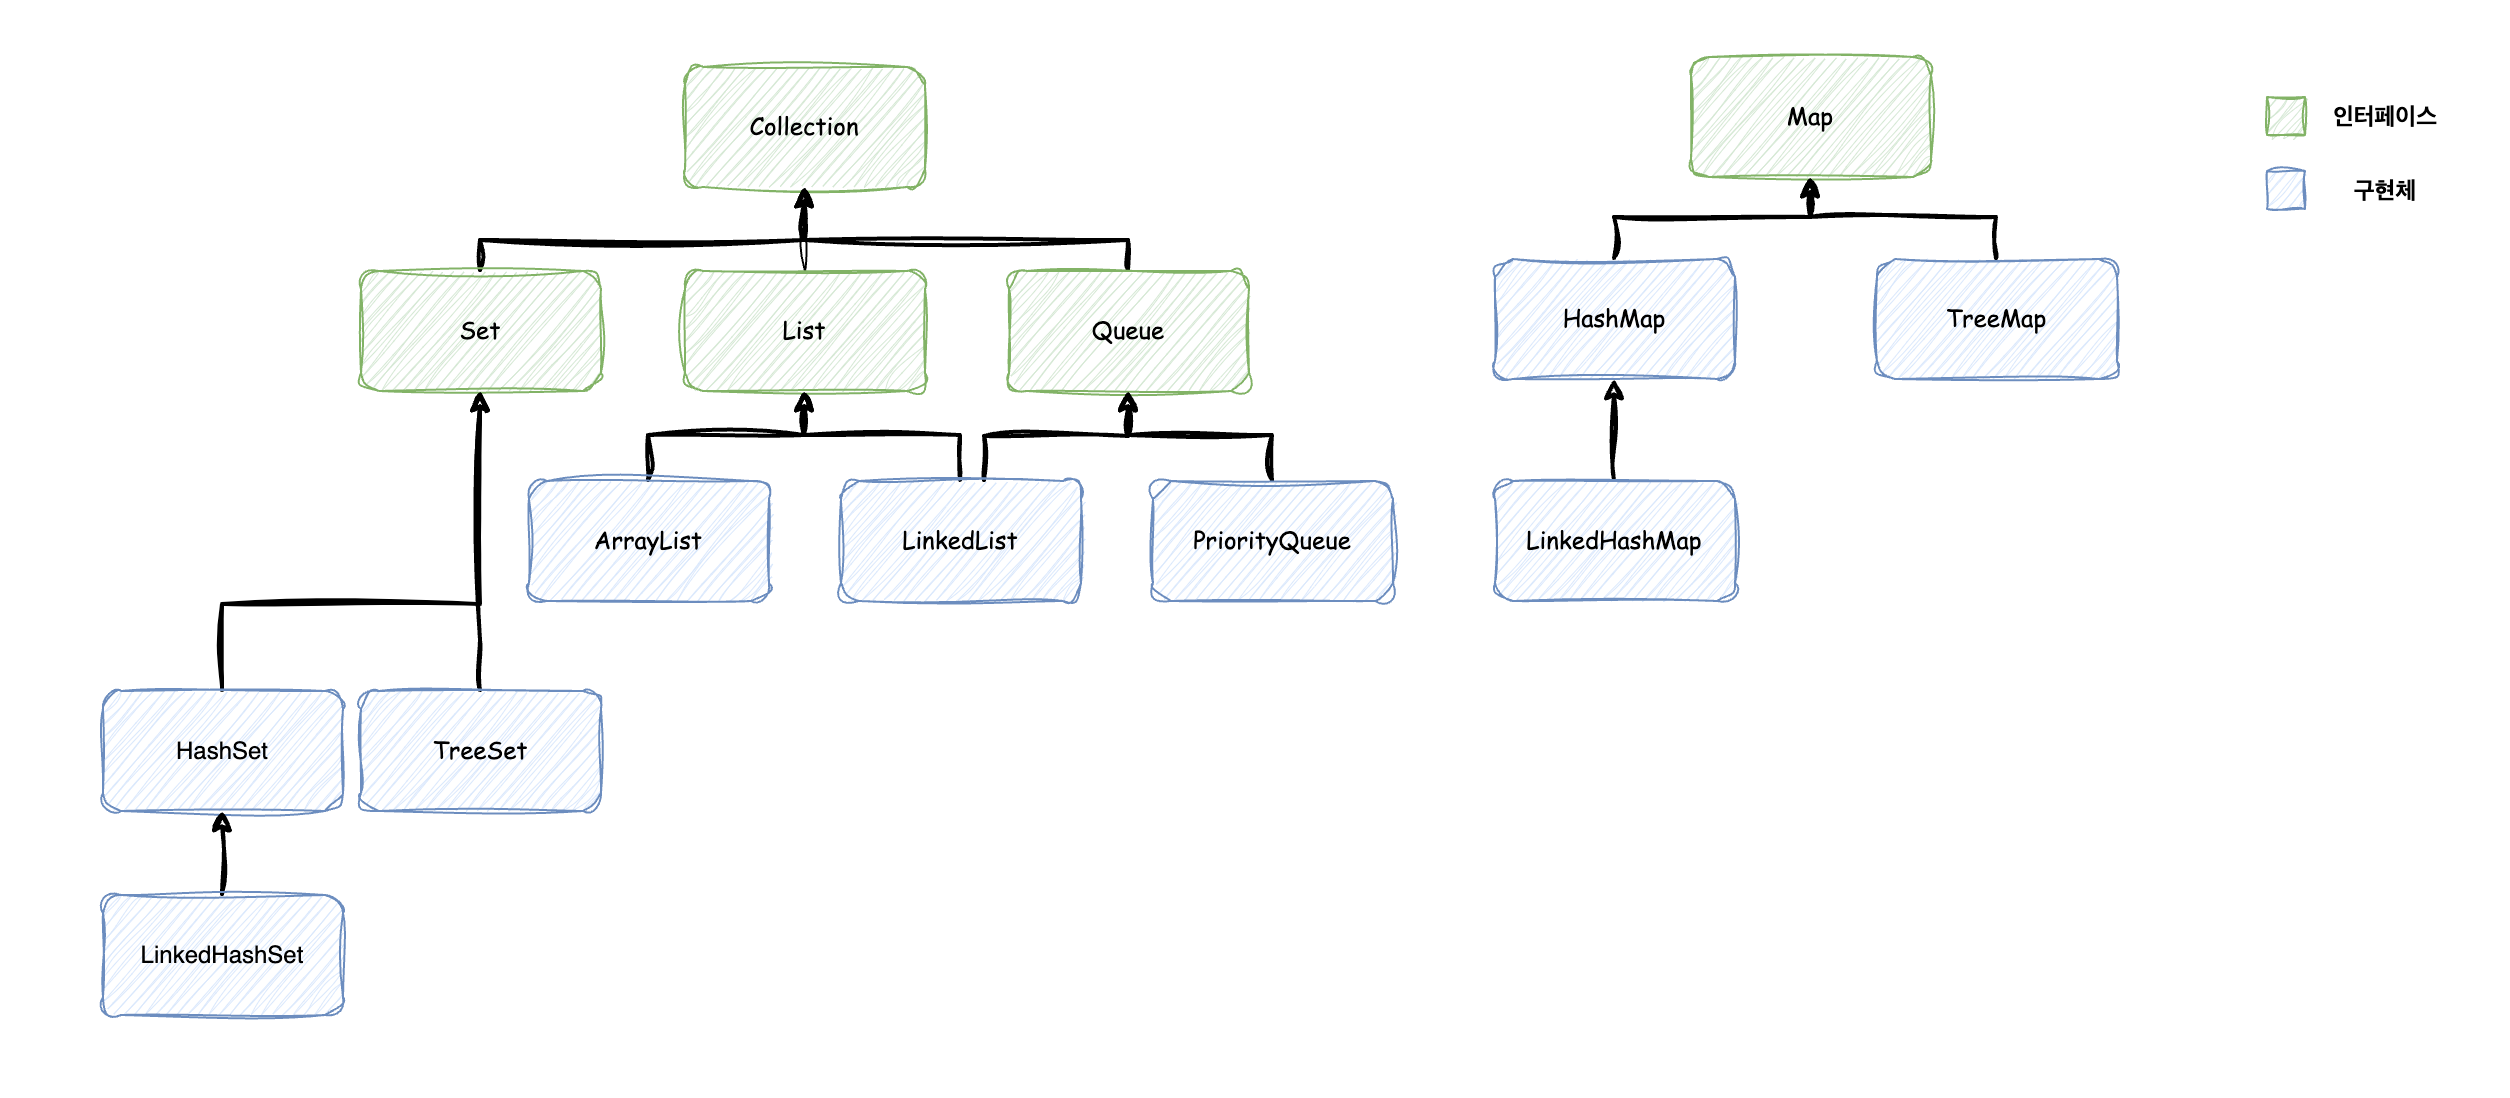 Collection
Map
인터페이스
구현체
Set
List
Queue
HashMap
TreeMap
ArrayList
LinkedList
PriorityQueue
LinkedHashMap
HashSet
TreeSet
LinkedHashSet